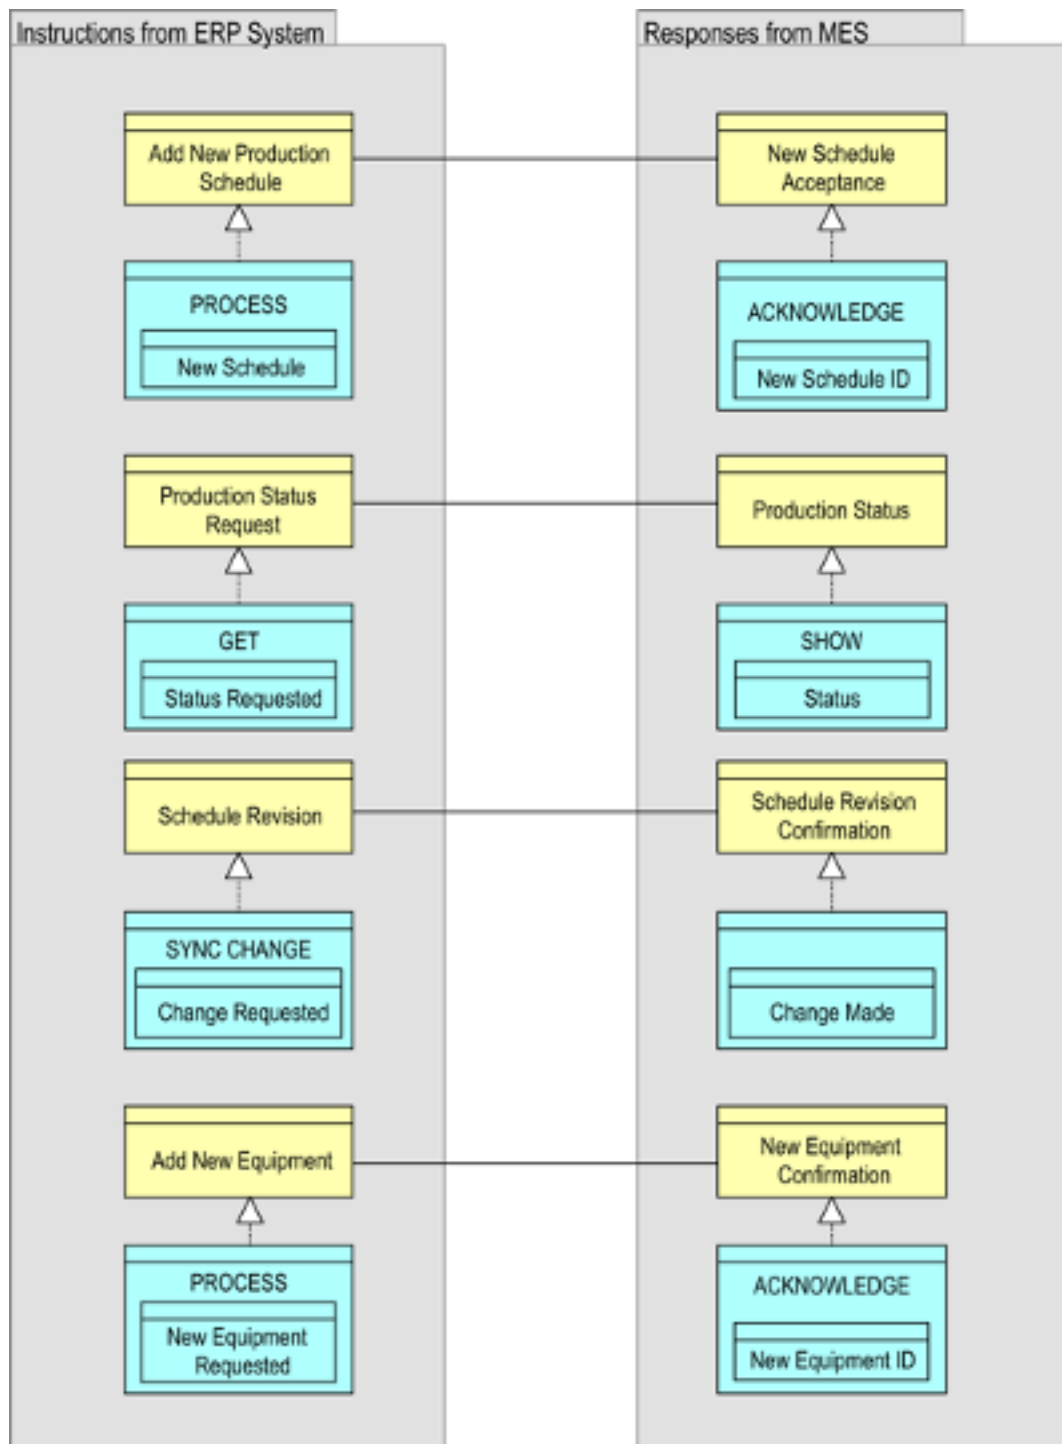 Instructions from ERP System
Responses from MES
Add New Production
Schedule
New Schedule
Acceptance
PROCESS
New Schedule
ACKNOWLEDGE
New Schedule ID
Production Status
Request
Production Status
GET
Status Requested
SHOW
Status
Schedule Revision
Schedule Revision
Confirmation
SYNC CHANGE
Change Requested
Change Made
Add New Equipment
New Equipment
Confirmation
PROCESS
New Equipment
Requested
ACKNOWLEDGE
New Equipment ID